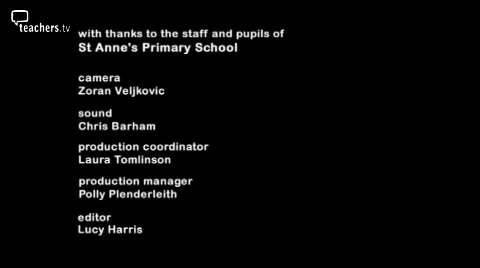 teachers.tv
with thanks to the staff and pupils of
St Anne's Primary School
camera
Zoran Veljkovic
sound
Chris Barham
production coordinator
Laura Tomlinson
production manager
Polly Plenderleith
editor
Lucy Harris